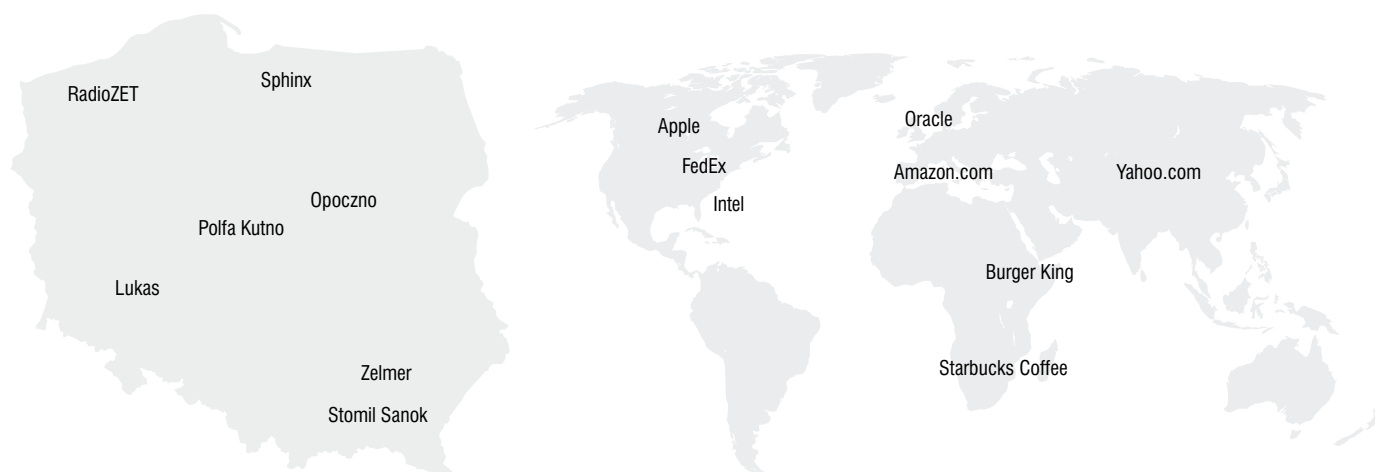 RadioZET
Sphinx
Opoczno
Polfa Kutno
Lukas
Zelmer
Stomil Sanok
Apple
FedEx
Intel
Oracle
Amazon.com
Yahoo.com
Burger King
Starbucks Coffee